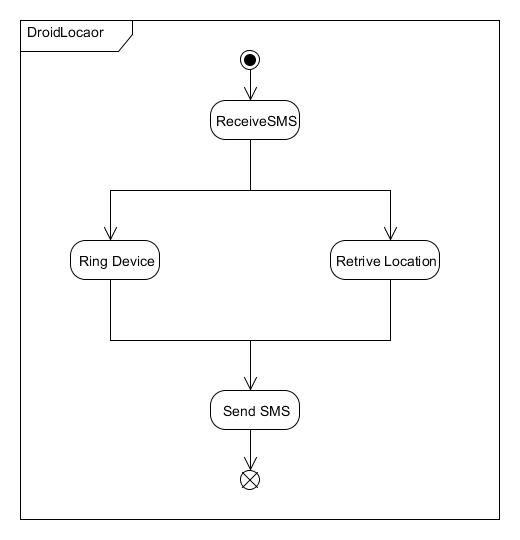 DroidLocaor
ReceiveSMS
Ring Device
Retrive Location
Send SMS